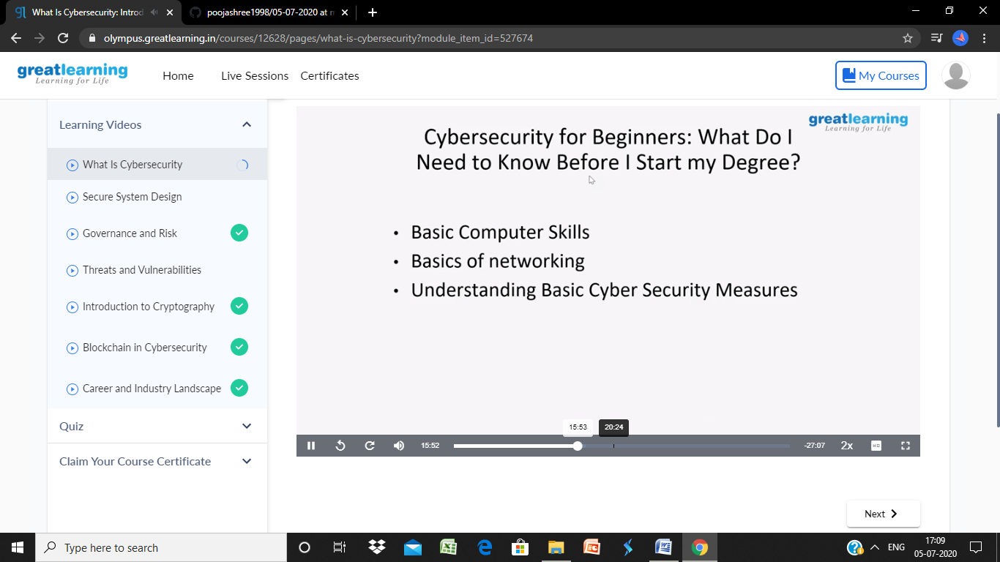 What Is Cybersecurity: Introd
poojashree1998/05-07-2020 at m
olympus.greatlearning.in/courses/12628/pages/what-is-cybersecurity?module_item_id=527674
greatlearning
Learning for Life
Home
Live Sessions
Certificates
My Courses
Learning Videos
What Is Cybersecurity
Secure System Design
Governance and Risk
Threats and Vulnerabilities
Introduction to Cryptography
Blockchain in Cybersecurity
Career and Industry Landscape
Quiz
Claim Your Course Certificate
greatlearning
Learning for Life
Cybersecurity for Beginners: What Do I
Need to Know Before I Start my Degree?
• Basic Computer Skills
• Basics of networking
• Understanding Basic Cyber Security Measures
15:53
20:24
15:52
-27:07
2x
HD
Next
Type here to search
ENG
17:09
05-07-2020